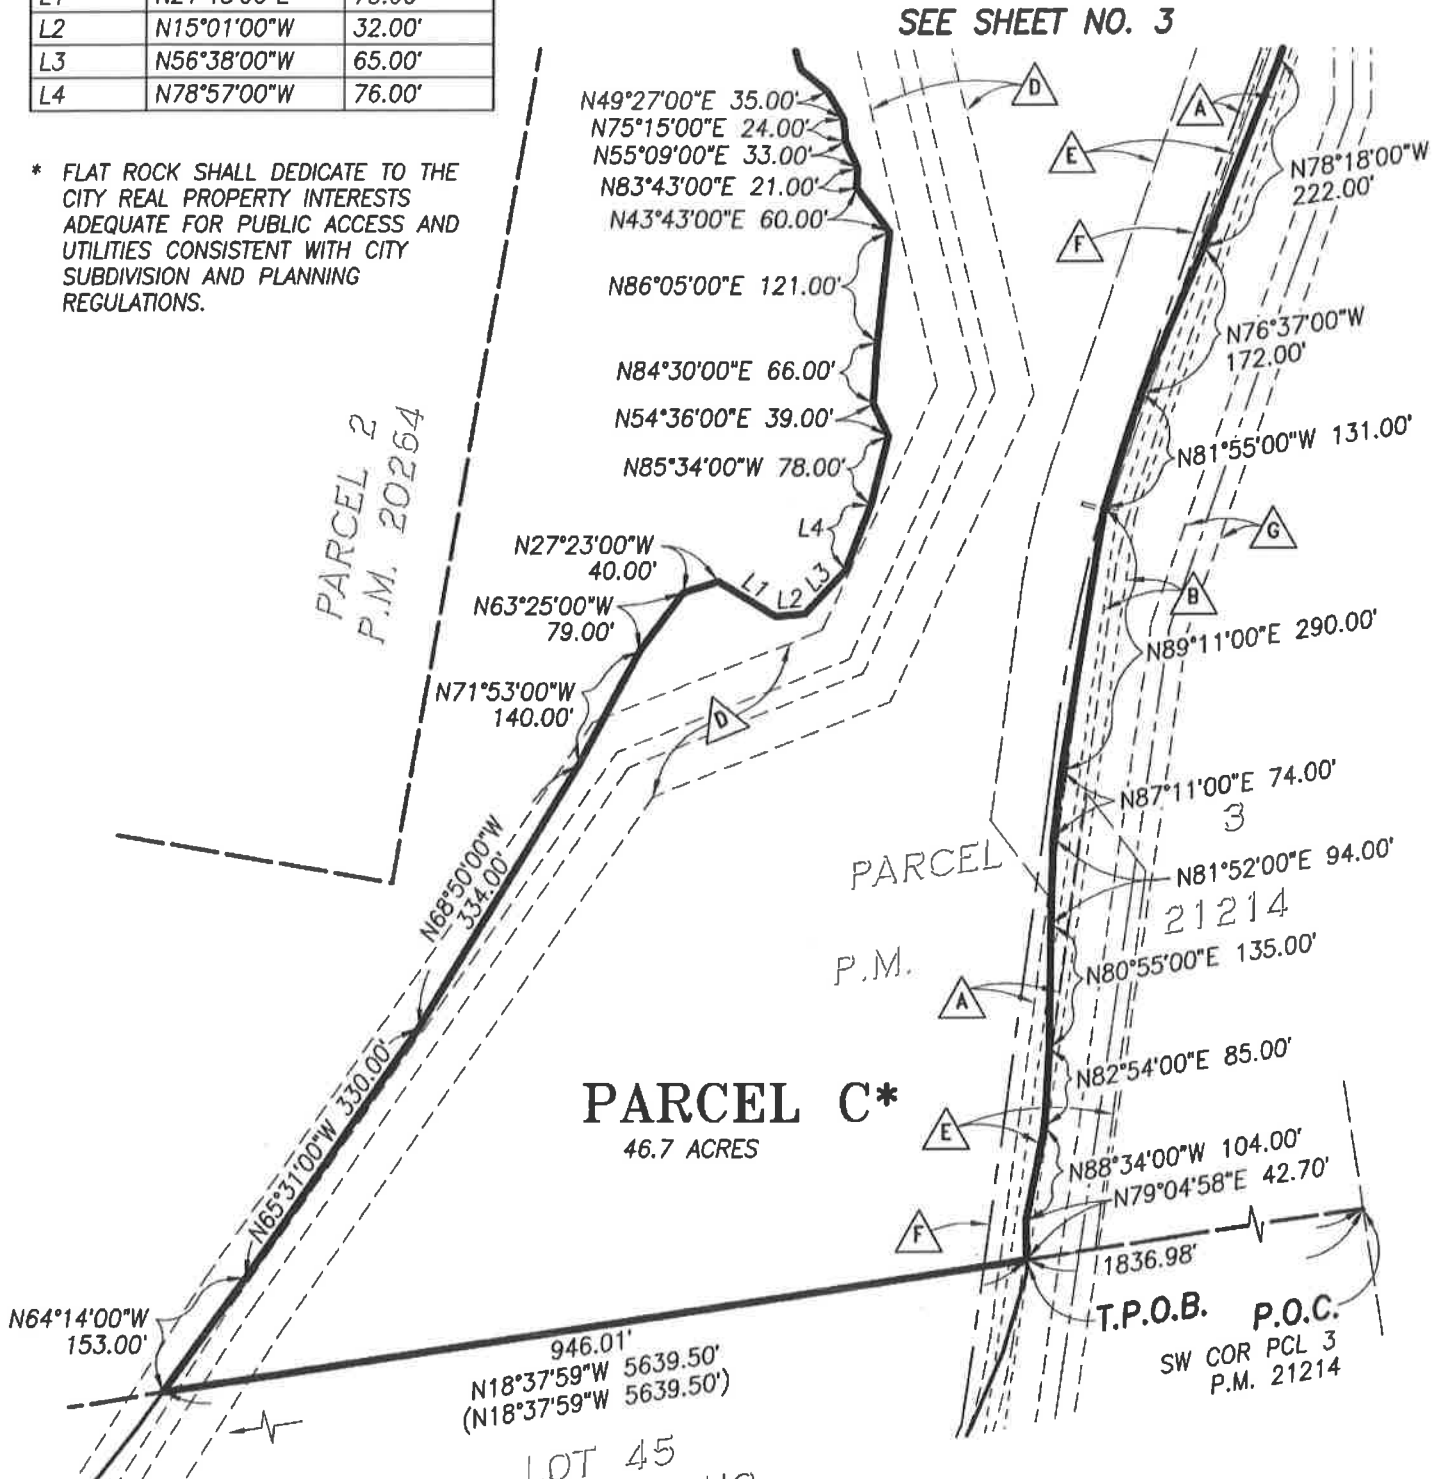 SEE SHEET NO. 3
L2 N15°01'00"W 32.00'
L3 N56°38'00"W 65.00'
L4 N78°57'00"W 76.00'
* FLAT ROCK SHALL DEDICATE TO THE
CITY REAL PROPERTY INTERESTS
ADEQUATE FOR PUBLIC ACCESS AND
UTILITIES CONSISTENT WITH CITY
SUBDIVISION AND PLANNING
REGULATIONS.
N49°27'00"E 35.00'
N75°15'00"E 24.00'
N55°09'00"E 33.00'
N83°43'00"E 21.00'
N43°43'00"E 60.00'
N86°05'00"E 121.00'
N84°30'00"E 66.00'
N54°36'00"E 39.00'
N85°34'00"W 78.00'
L4
L3
L2
L1
N27°23'00"W
40.00'
N63°25'00"W
79.00'
N71°53'00"W
140.00'
N68°50'00"W
334.00'
N65°31'00"W 330.00'
N64°14'00"W
153.00'
PARCEL 2
P.M. 20264
D
A
E
F
N78°18'00"W
222.00'
N76°37'00"W
172.00'
N81°55'00"W 131.00'
G
B
N89°11'00"E 290.00'
D
N87°11'00"E 74.00'
PARCEL 3
N81°52'00"E 94.00'
P.M. 21214
N80°55'00"E 135.00'
A
N82°54'00"E 85.00'
PARCEL C*
46.7 ACRES
E
N88°34'00"W 104.00'
N79°04'58"E 42.70'
F
1836.98'
T.P.O.B.
P.O.C.
SW COR PCL 3
P.M. 21214
946.01'
N18°37'59"W 5639.50'
(N18°37'59"W 5639.50')
LOT 45